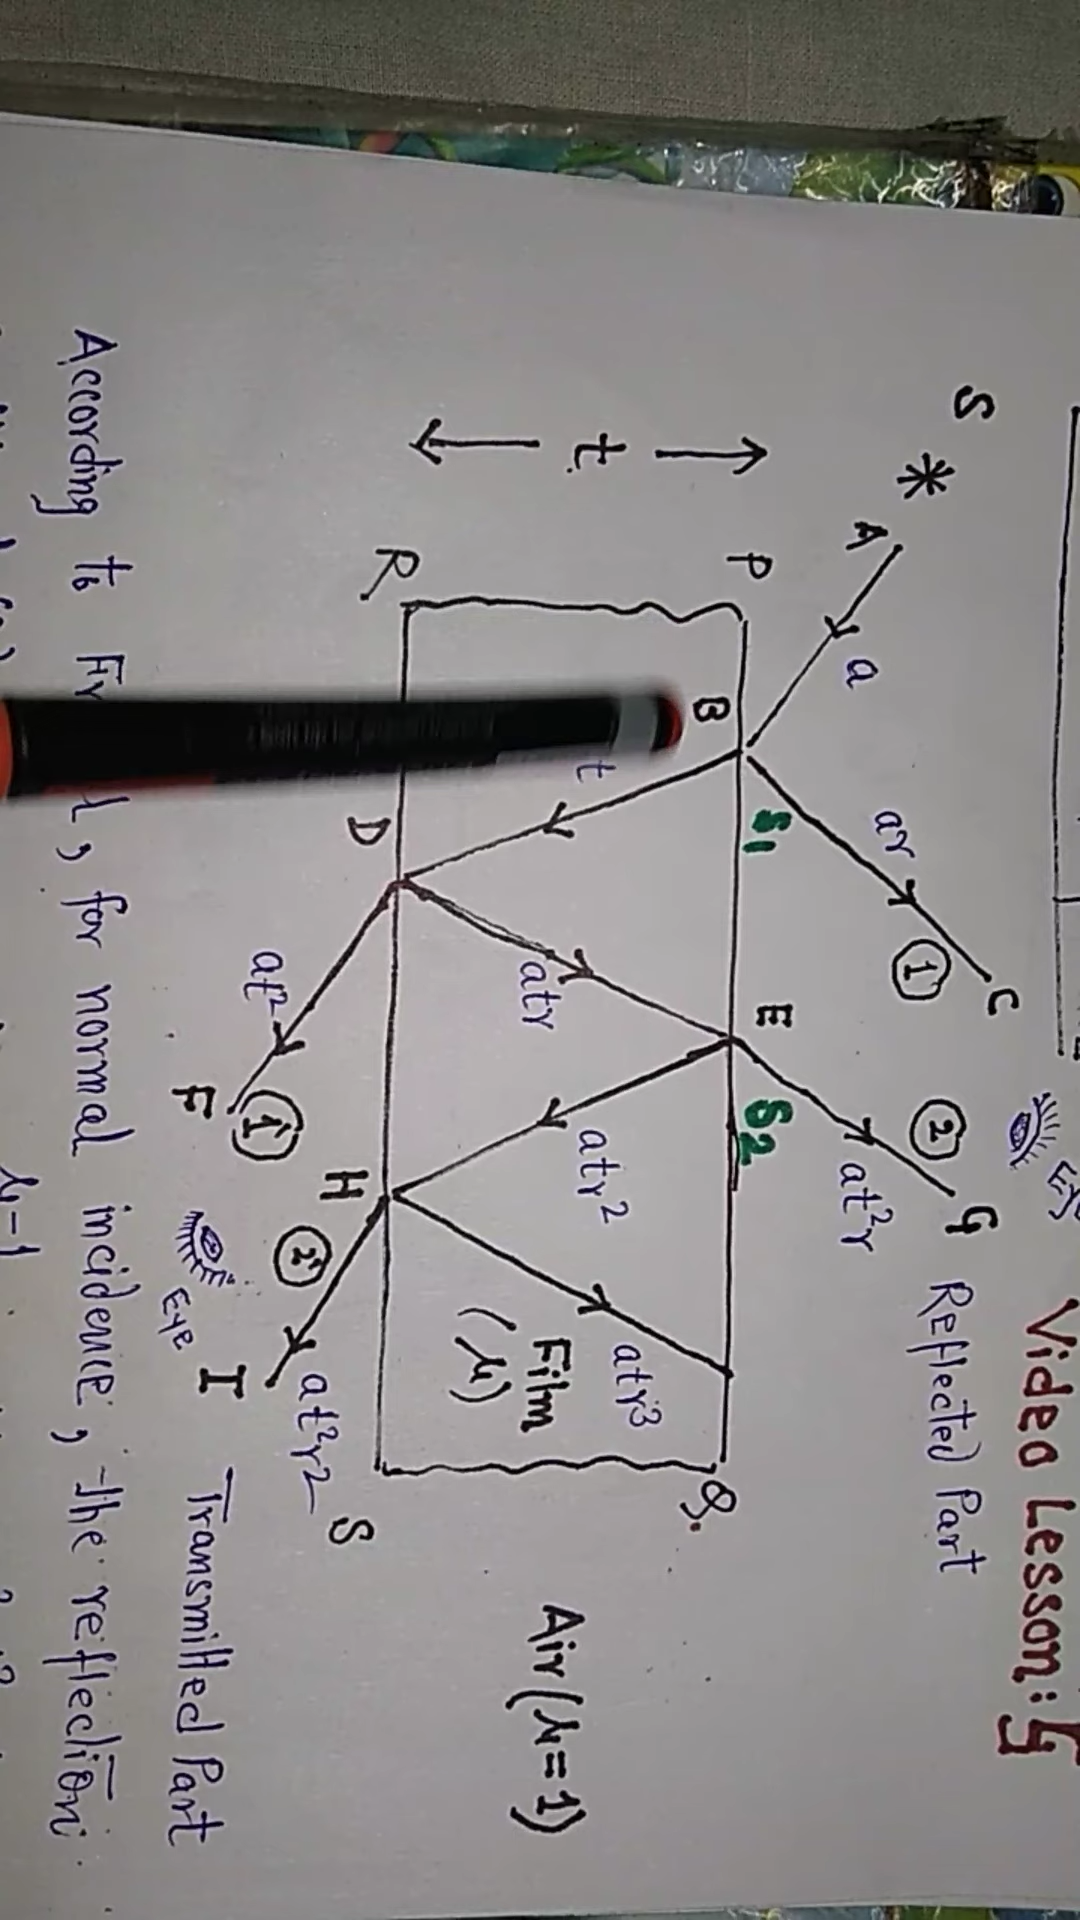 Video Lesson: 5
Eye
S
*
A
a
ar
1
C
2
G
Reflected Part
at²r
P
B
S1
E
S2
Q.
t
t
atr
atr²
atr³
Film
(μ)
Air (μ=1)
R
D
H
S
at²
F
1'
2'
at²r²
Eye
I
Transmitted Part
According to , for normal incidence, the reflection
μ-1